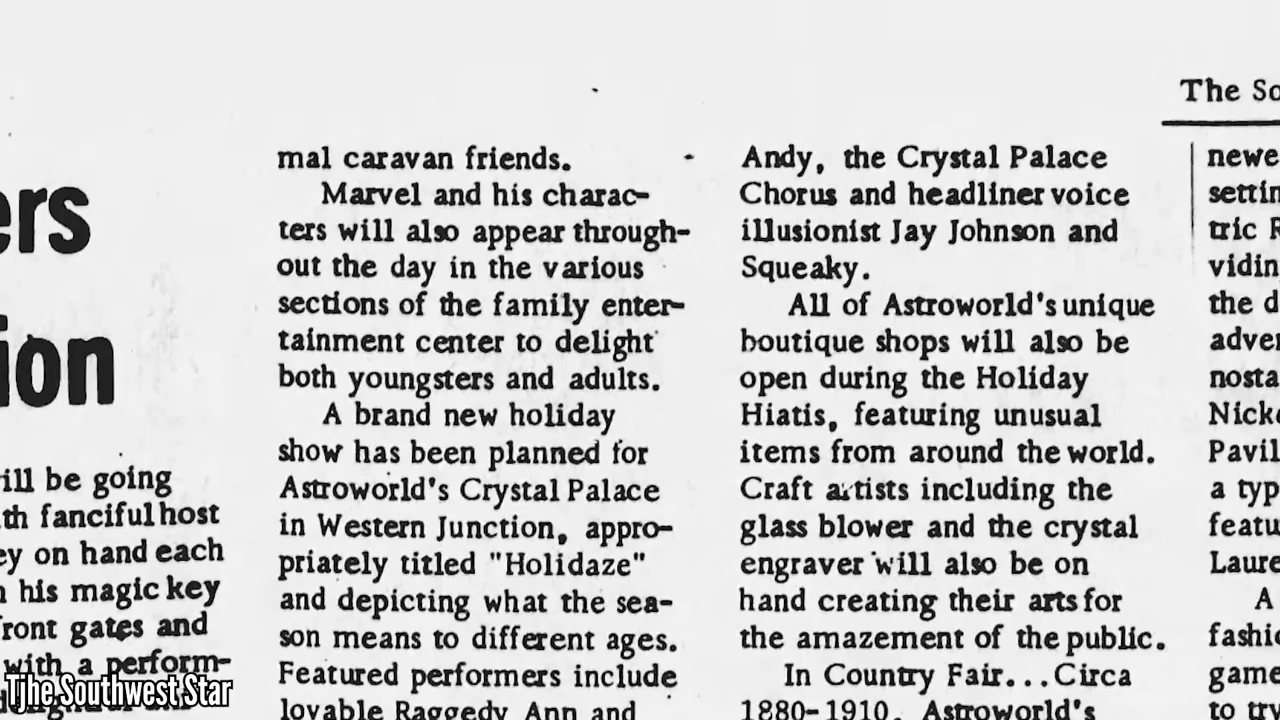 The So
ers
ion
ill be going
th fanciful host
ey on hand each
his magic key
ront gates and
with a perform-
mal caravan friends.
Marvel and his charac-
ters will also appear through-
out the day in the various
sections of the family enter-
tainment center to delight
both youngsters and adults.
A brand new holiday
show has been planned for
Astroworld's Crystal Palace
in Western Junction, appro-
priately titled "Holidaze"
and depicting what the sea-
son means to different ages.
Featured performers include
lovable Raggedy Ann and
Andy, the Crystal Palace
Chorus and headliner voice
illusionist Jay Johnson and
Squeaky.
All of Astroworld's unique
boutique shops will also be
open during the Holiday
Hiatis, featuring unusual
items from around the world.
Craft artists including the
glass blower and the crystal
engraver will also be on
hand creating their arts for
the amazement of the public.
In Country Fair...Circa
1880-1910, Astroworld's
newe
settin
tric R
vidin
the d
adver
nosta
Nicke
Pavil
a typ
featu
Laure
A
fashi
game
to try
Tjhe Southwest Star